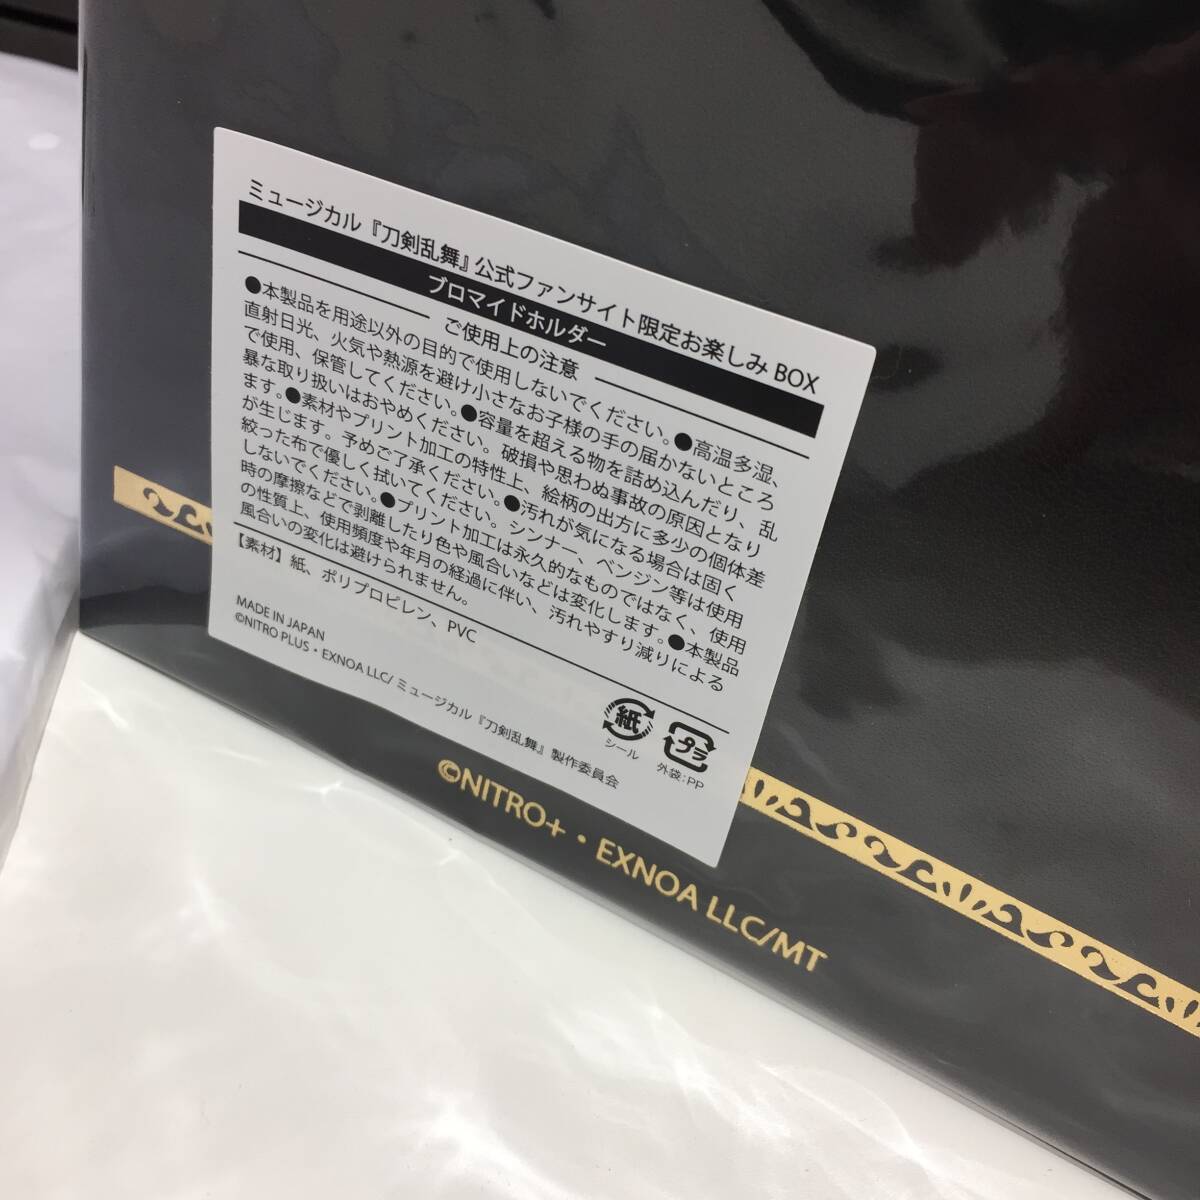 ミュージカル『刀剣乱舞』公式ファンサイト限定お楽しみBOX
ブロマイドホルダー
ご使用上の注意
●本製品を用途以外の目的で使用しないでください。●高温多湿、
直射日光、火気や熱源を避け小さなお子様の手の届かないところ
で使用、保管してください。●容量を超える物を詰め込んだり、乱
暴な取り扱いはおやめください。破損や思わぬ事故の原因となり
ます。●素材やプリント加工の特性上、絵柄の出方に多少の個体差
が生じます。予めご了承ください。●汚れが気になる場合は固く
絞った布で優しく拭いてください。シンナー、ベンジン等は使用
しないでください。●プリント加工は永久的なものではなく、使用
時の摩擦などで剥離したり色や風合いなどは変化します。●本製品
の性質上、使用頻度や年月の経過に伴い、汚れやすり減りによる
風合いの変化は避けられません。
【素材】紙、ポリプロピレン、PVC
MADE IN JAPAN
©NITRO PLUS・EXNOA LLC/ ミュージカル『刀剣乱舞』製作委員会
紙
シール
プラ
外袋:PP
©NITRO+・EXNOA LLC/MT